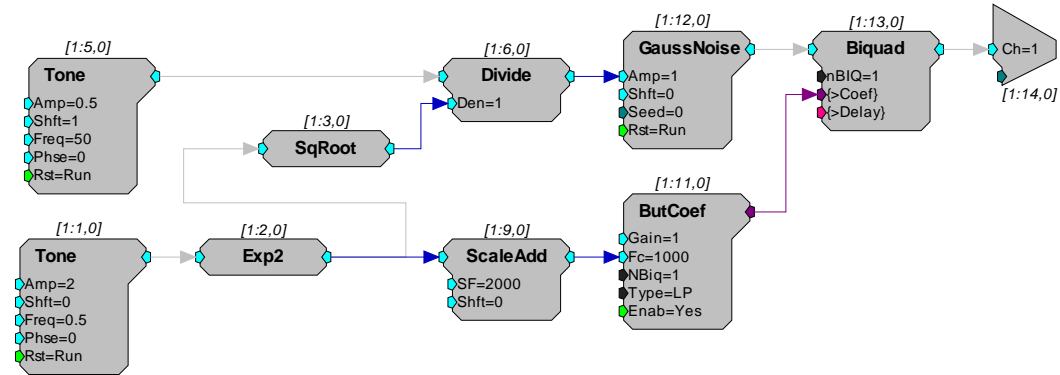 [1:5,0]
Tone
Amp=0.5
Shft=1
Freq=50
Phse=0
Rst=Run
[1:6,0]
Divide
Den=1
[1:12,0]
GaussNoise
Amp=1
Shft=0
Seed=0
Rst=Run
[1:13,0]
Biquad
nBIQ=1
{>Coef}
{>Delay}
Ch=1
[1:14,0]
[1:3,0]
SqRoot
[1:1,0]
Tone
Amp=2
Shft=0
Freq=0.5
Phse=0
Rst=Run
[1:2,0]
Exp2
[1:9,0]
ScaleAdd
SF=2000
Shft=0
[1:11,0]
ButCoef
Gain=1
Fc=1000
NBiq=1
Type=LP
Enab=Yes